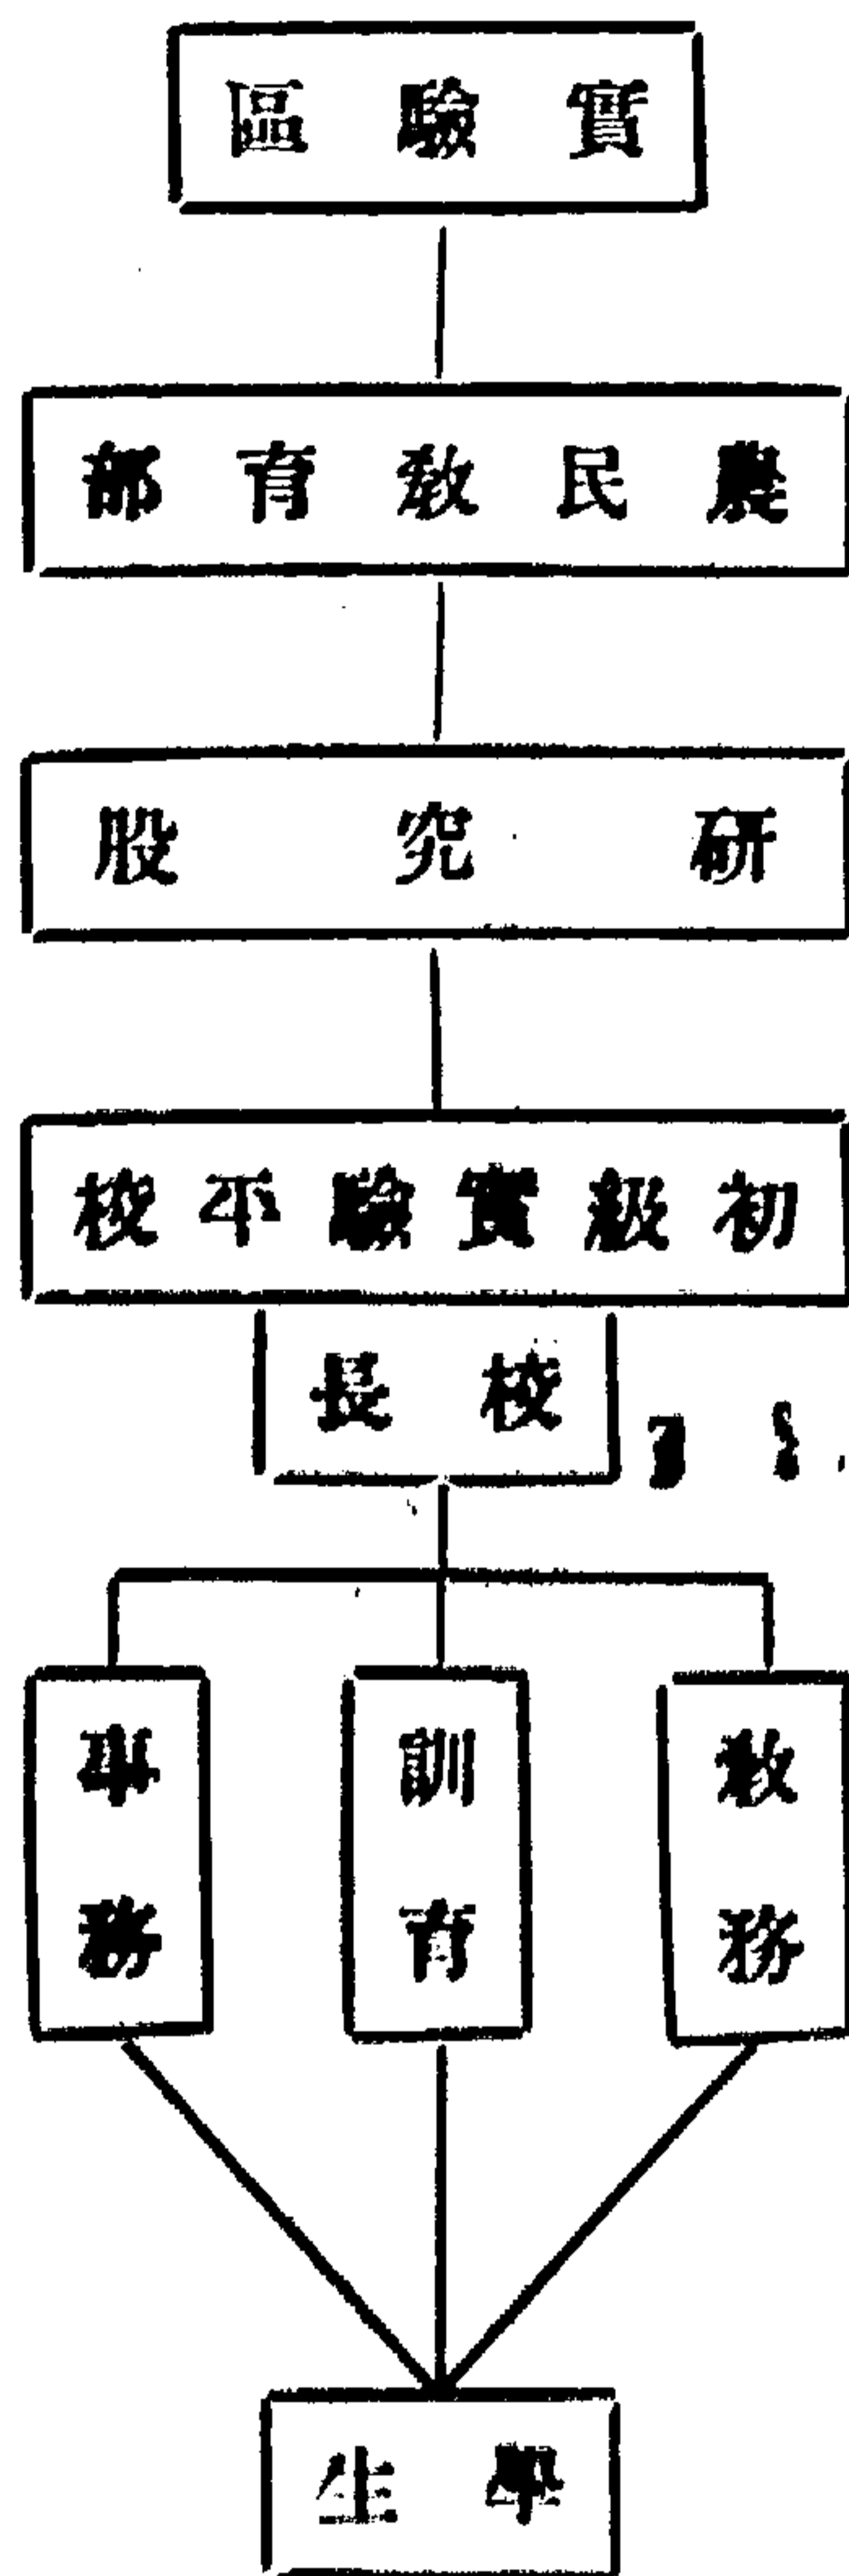 實驗區
農民教育部
研究股
初級實驗平校
校長
教務
訓育
事務
學生